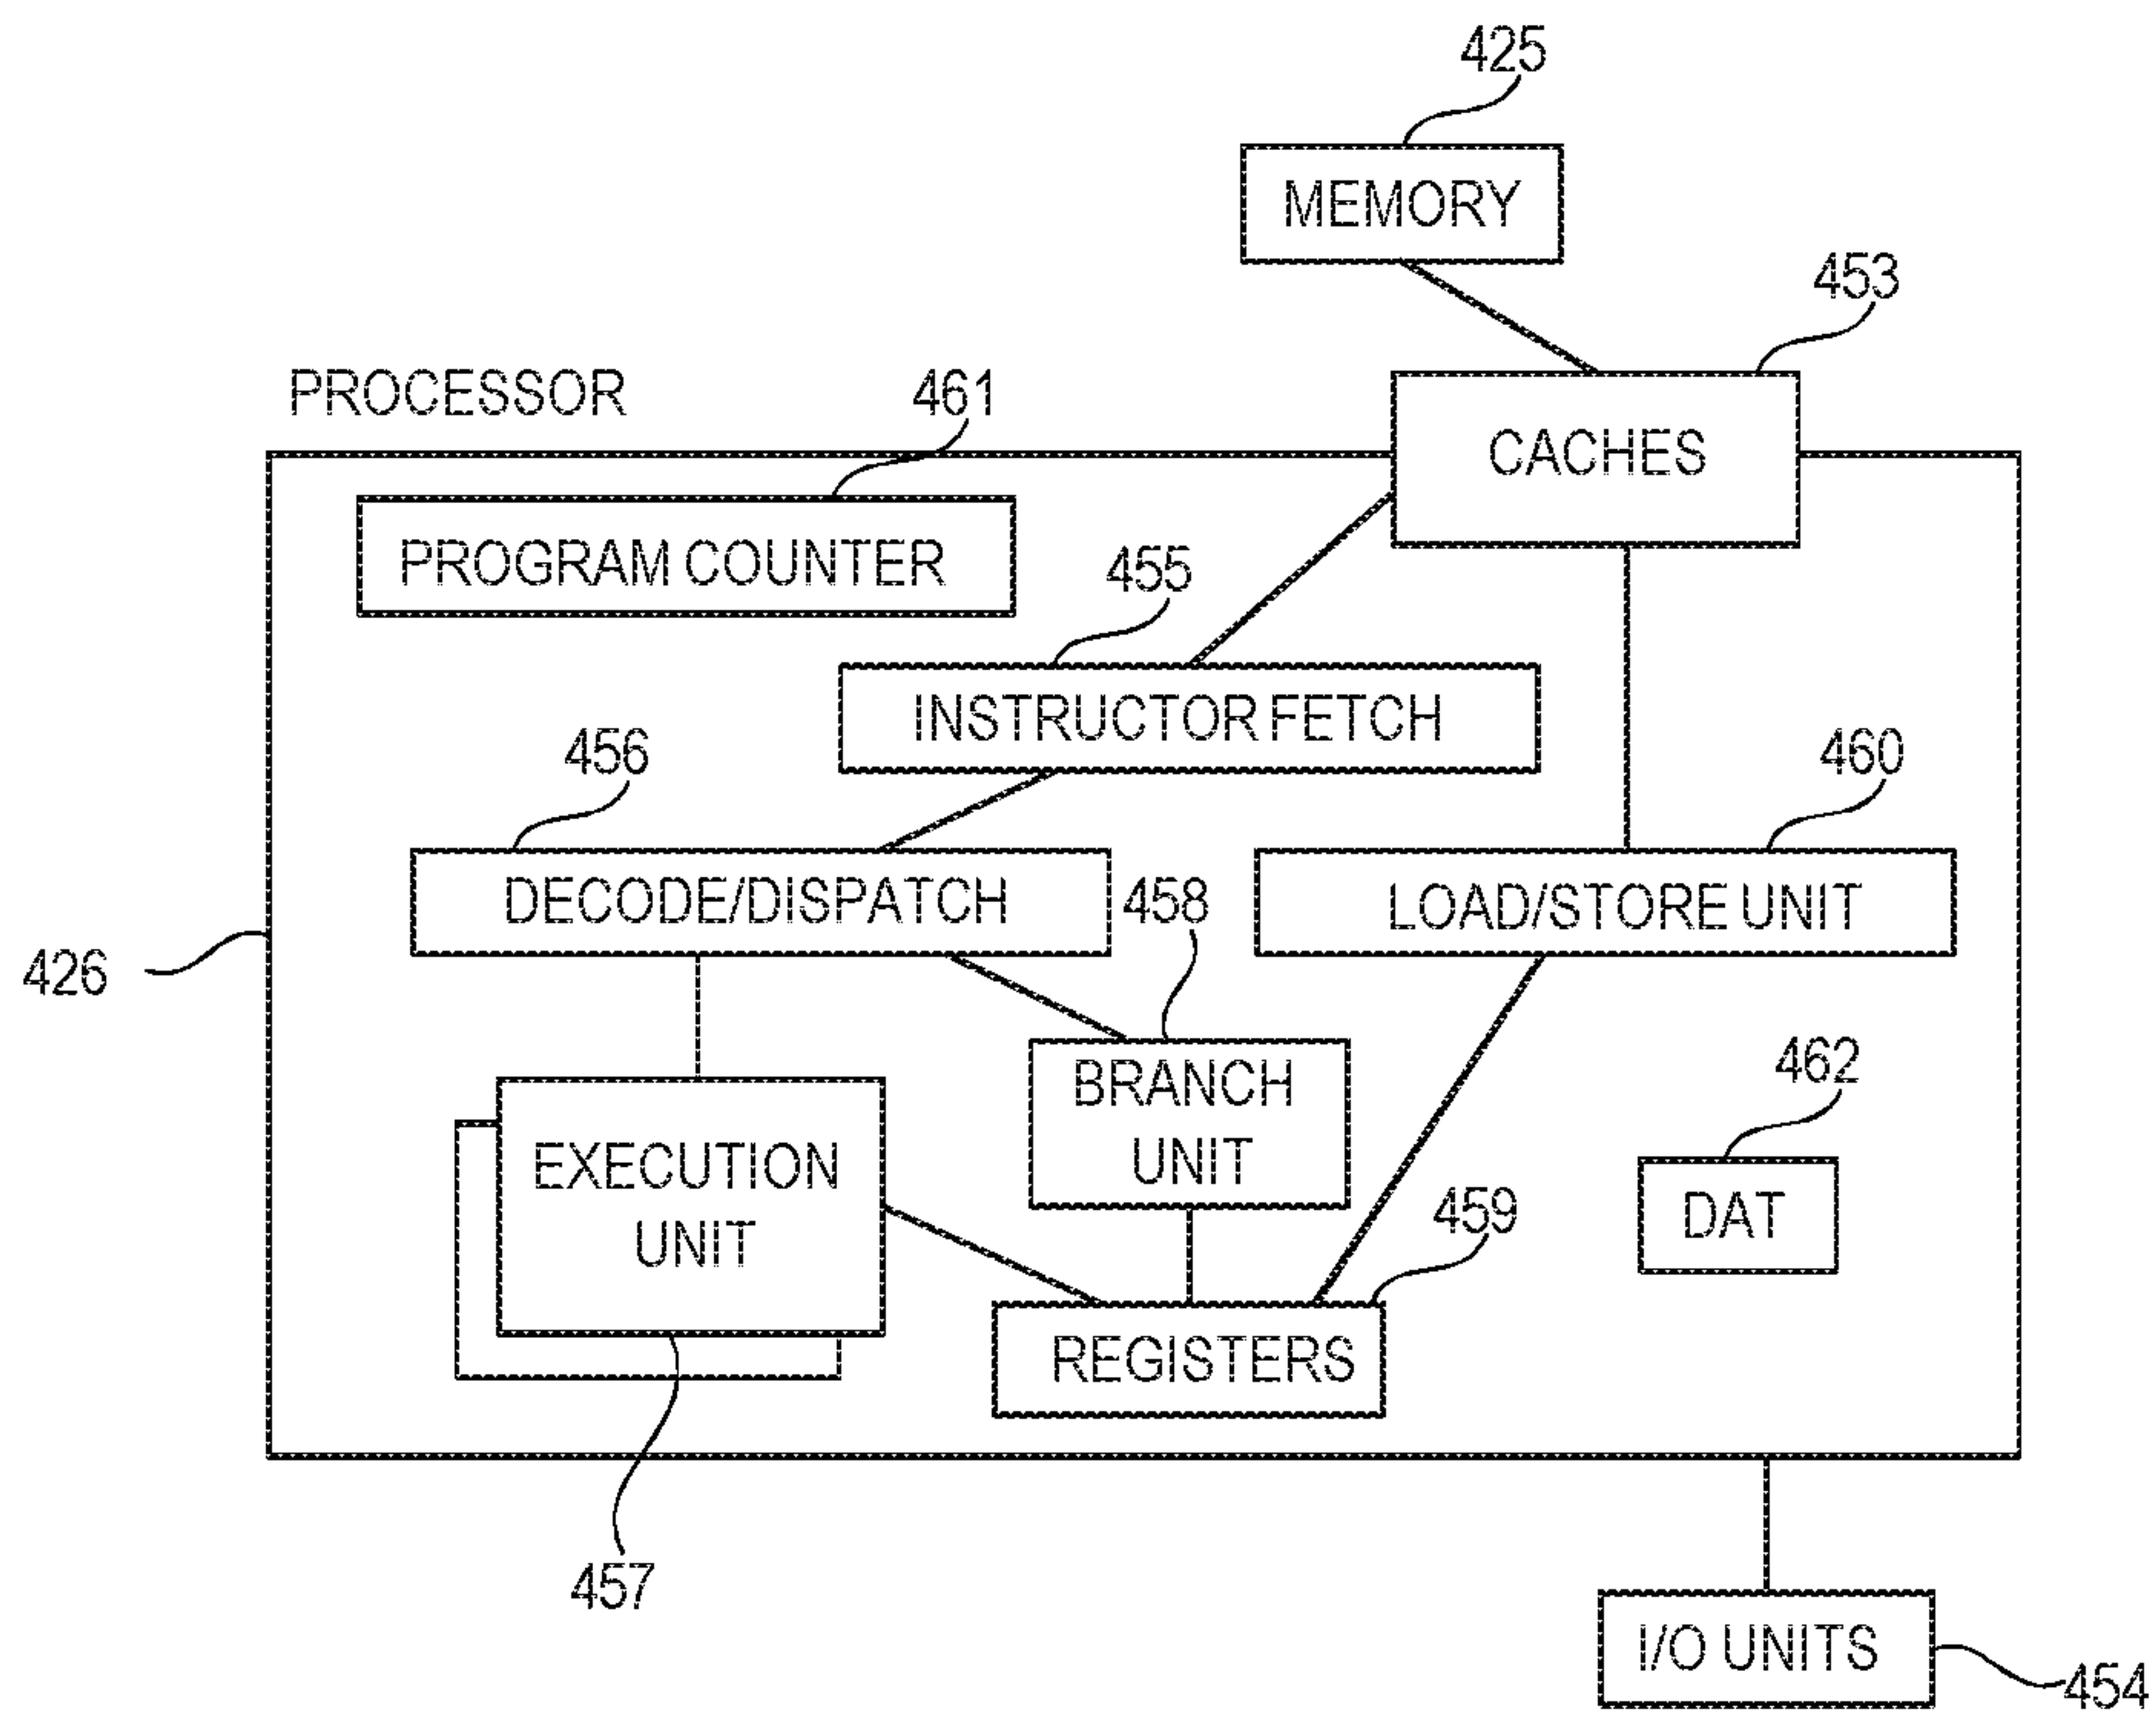 425
MEMORY
453
PROCESSOR
461
CACHES
PROGRAM COUNTER
455
INSTRUCTOR FETCH
456
460
DECODE/DISPATCH
458
LOAD/STORE UNIT
426
BRANCH
UNIT
462
EXECUTION
UNIT
459
DAT
REGISTERS
457
I/O UNITS
454